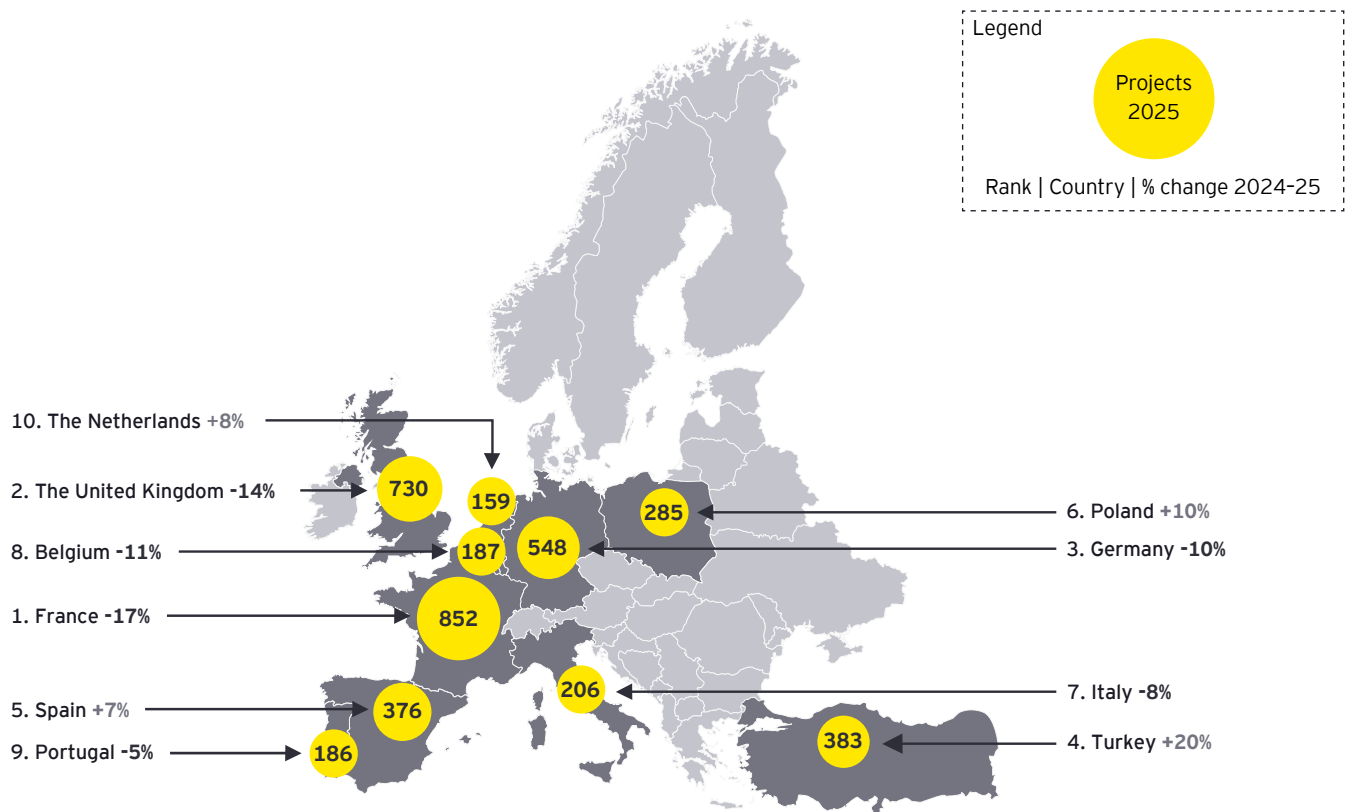 Legend
Projects
2025
Rank | Country | % change 2024–25
10. The Netherlands +8%
159
2. The United Kingdom -14%
730
8. Belgium -11%
187
1. France -17%
852
5. Spain +7%
376
9. Portugal -5%
186
285
6. Poland +10%
548
3. Germany -10%
206
7. Italy -8%
383
4. Turkey +20%